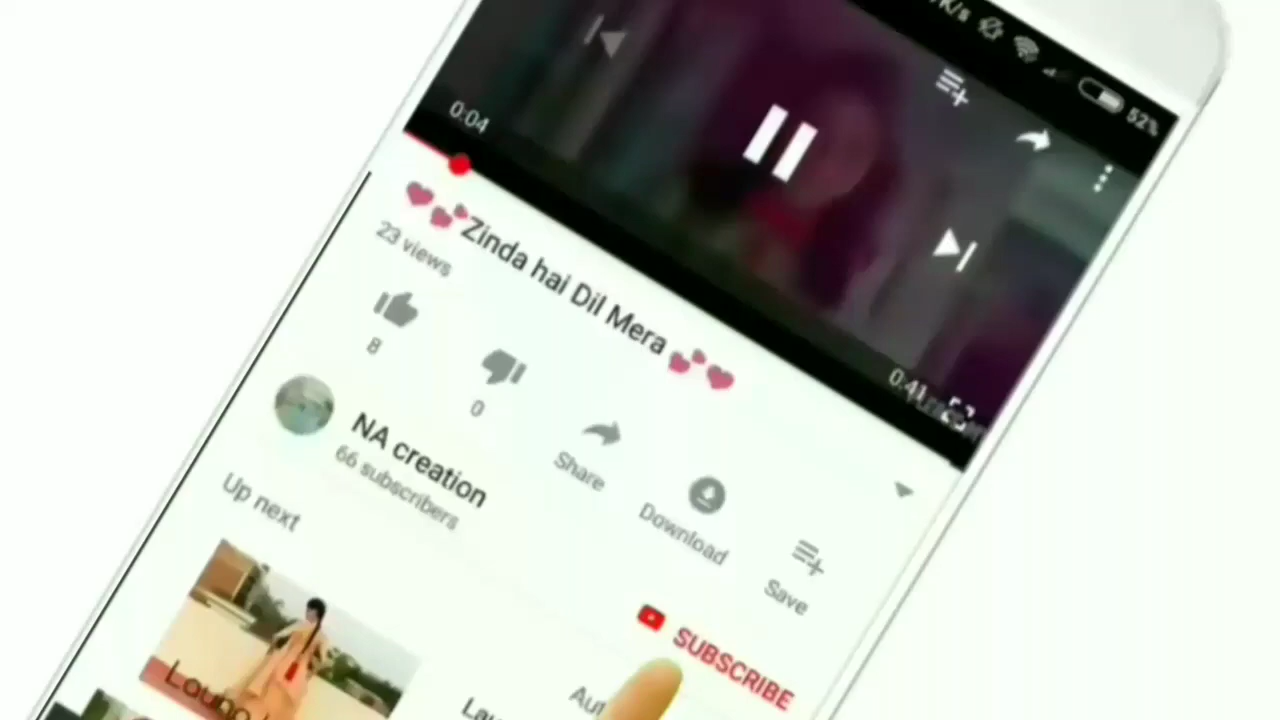 K/s
52%
0:04
0:41
💕Zinda hai Dil Mera 💕
23 views
8
0
Share
Download
Save
NA creation
66 subscribers
SUBSCRIBE
Up next